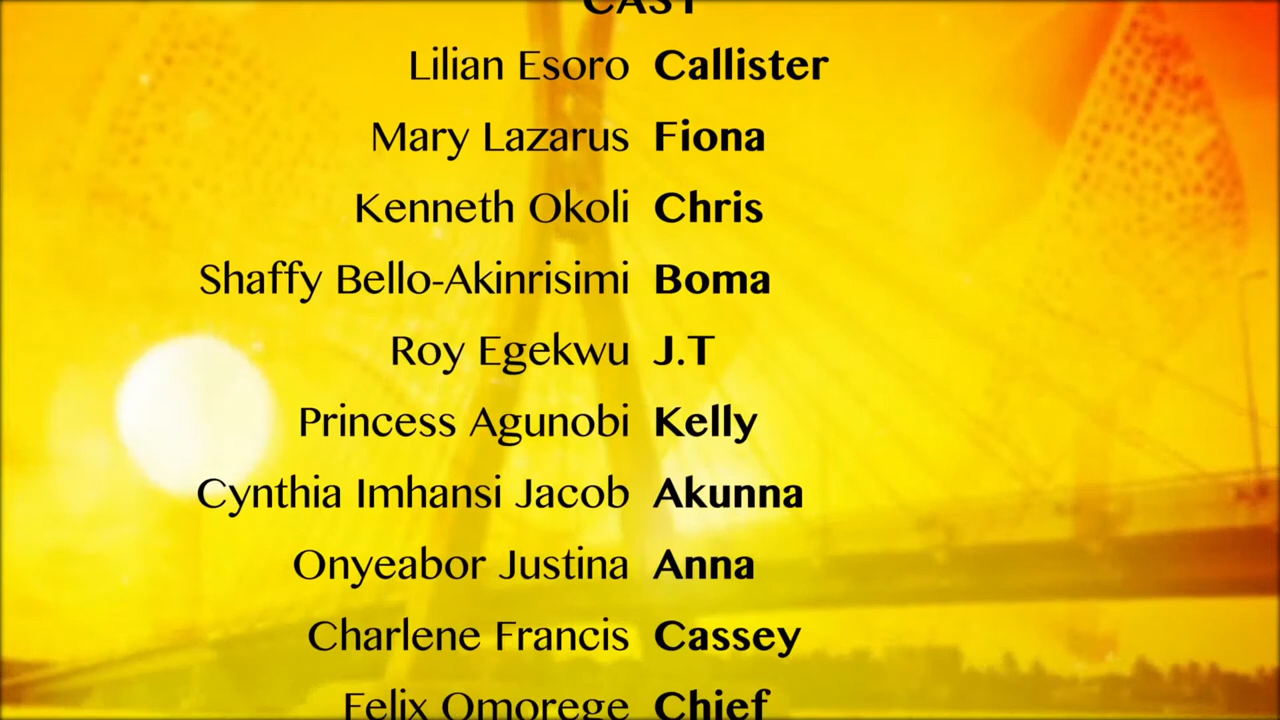 CAST
Lilian Esoro Callister
Mary Lazarus Fiona
Kenneth Okoli Chris
Shaffy Bello-Akinrisimi Boma
Roy Egekwu J.T
Princess Agunobi Kelly
Cynthia Imhansi Jacob Akunna
Onyeabor Justina Anna
Charlene Francis Cassey
Felix Omorege Chief